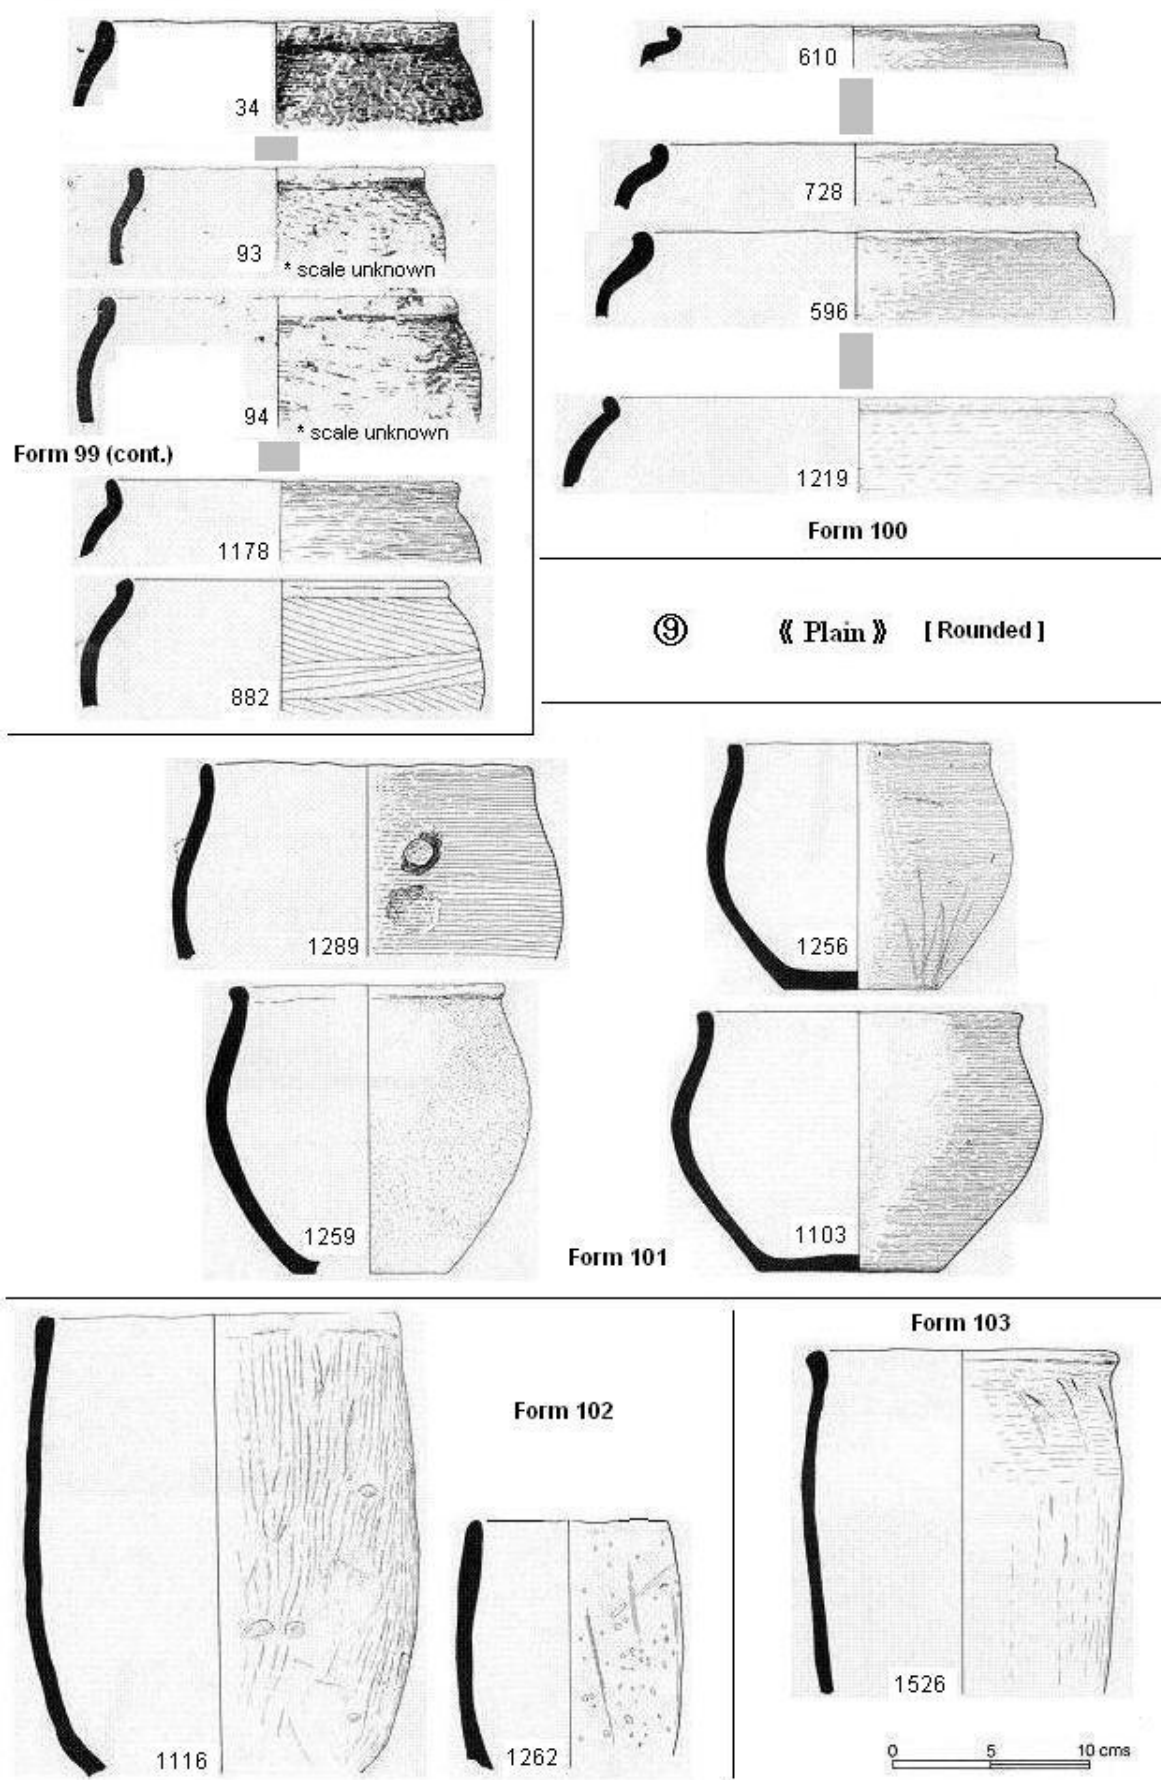 34
93
* scale unknown
94
* scale unknown
Form 99 (cont.)
1178
882
610
728
596
1219
Form 100
⑨ 《 Plain 》 [ Rounded ]
1289
1256
1259
1103
Form 101
1116
Form 102
1262
Form 103
1526
0 5 10 cms